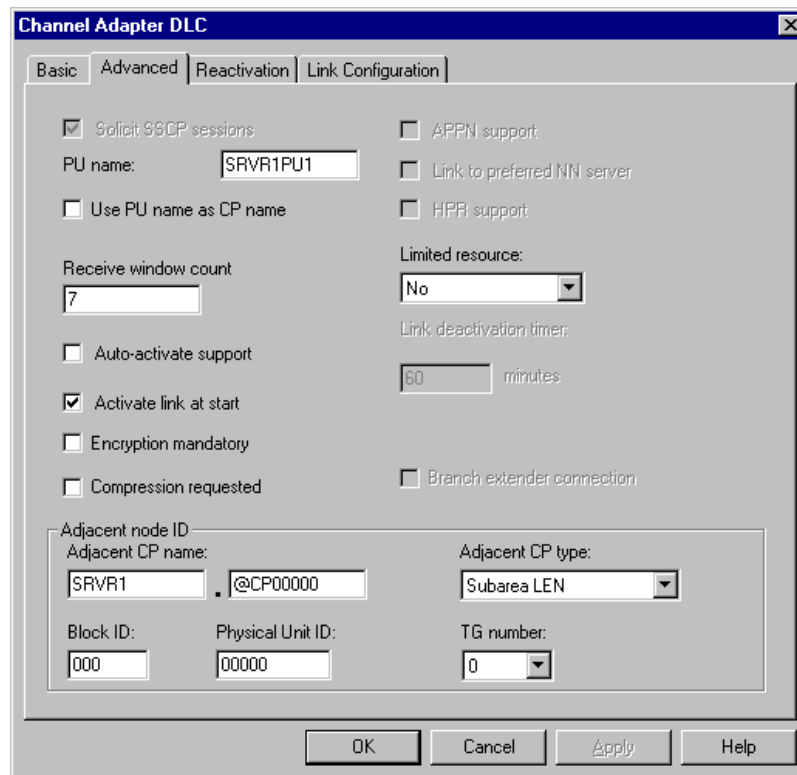 Channel Adapter DLC
Basic
Advanced
Reactivation
Link Configuration
Solicit SSCP sessions
PU name:
SRVR1PU1
Use PU name as CP name
Receive window count
7
Auto-activate support
Activate link at start
Encryption mandatory
Compression requested
APPN support
Link to preferred NN server
HPR support
Limited resource:
No
Link deactivation timer:
60
minutes
Branch extender connection
Adjacent node ID
Adjacent CP name:
SRVR1
.
@CP00000
Adjacent CP type:
Subarea LEN
Block ID:
000
Physical Unit ID:
00000
TG number:
0
OK
Cancel
Apply
Help